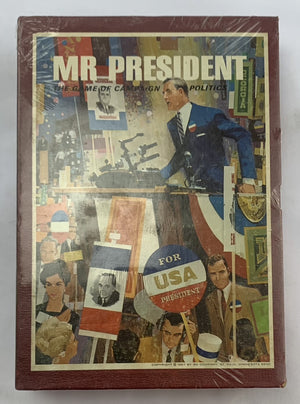 MR. PRESIDENT
THE GAME OF CAMPAIGN POLITICS
FOR
USA
PRESIDENT